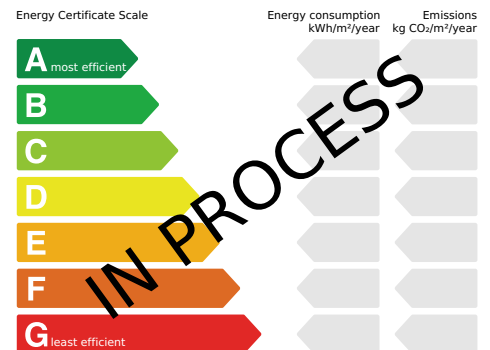 Energy Certificate Scale
Energy consumption
kWh/m²/year
Emissions
kg CO₂/m²/year
A most efficient
B
C
D
E
F
G least efficient
IN PROCESS